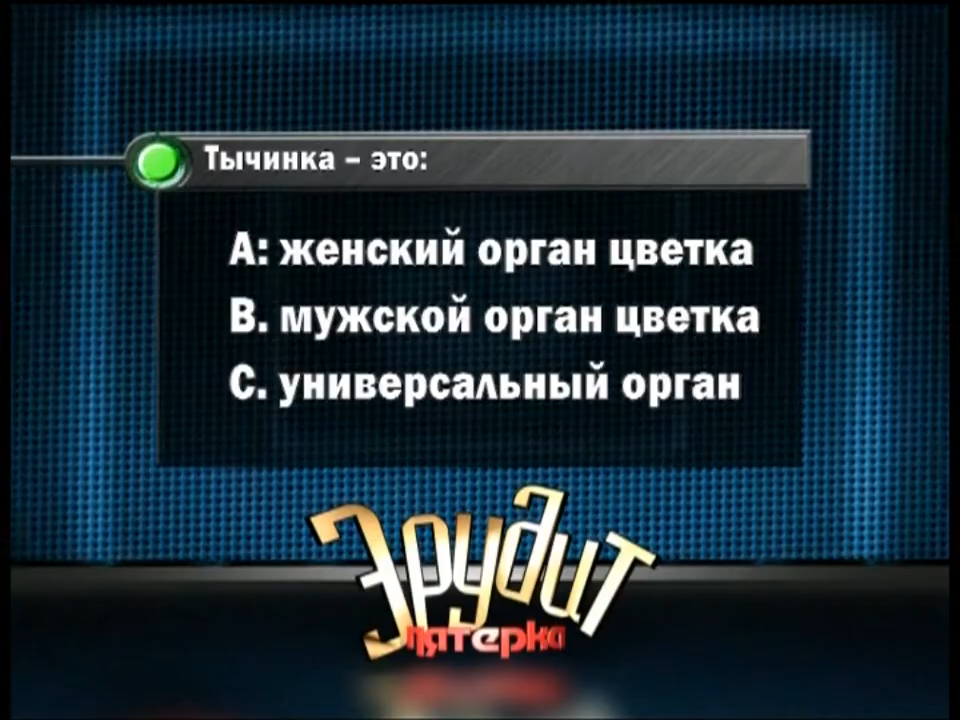 Тычинка – это:
А: женский орган цветка
В. мужской орган цветка
С. универсальный орган
Эрудит
пятерка